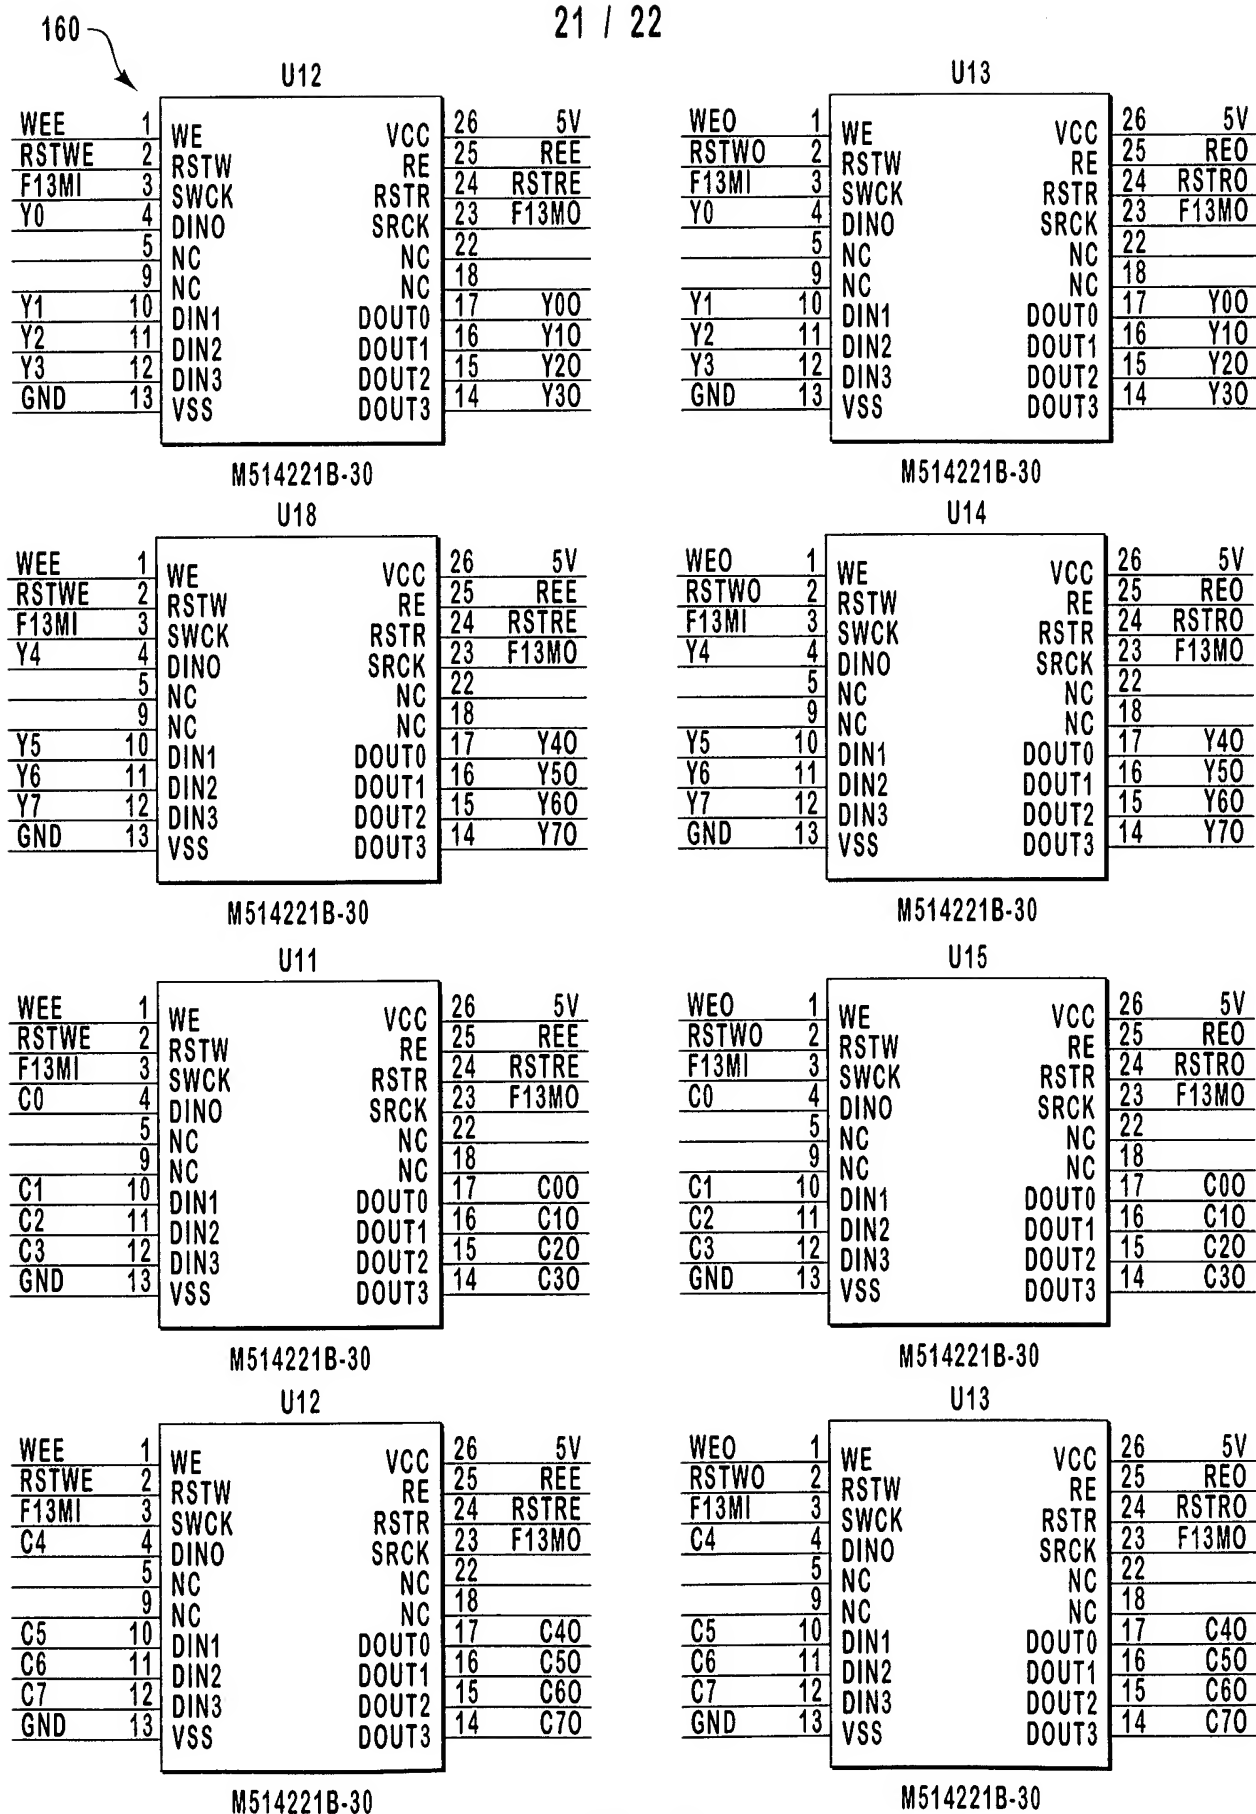 21 / 22
160
U12
WEE 1 WE VCC 26 5V
RSTWE 2 RSTW RE 25 REE
F13MI 3 SWCK RSTR 24 RSTRE
Y0 4 DINO SRCK 23 F13MO
5 NC NC 22
9 NC NC 18
Y1 10 DIN1 DOUT0 17 Y00
Y2 11 DIN2 DOUT1 16 Y10
Y3 12 DIN3 DOUT2 15 Y20
GND 13 VSS DOUT3 14 Y30
M514221B-30
U13
WEO 1 WE VCC 26 5V
RSTWO 2 RSTW RE 25 REO
F13MI 3 SWCK RSTR 24 RSTRO
Y0 4 DINO SRCK 23 F13MO
5 NC NC 22
9 NC NC 18
Y1 10 DIN1 DOUT0 17 Y00
Y2 11 DIN2 DOUT1 16 Y10
Y3 12 DIN3 DOUT2 15 Y20
GND 13 VSS DOUT3 14 Y30
M514221B-30
U18
WEE 1 WE VCC 26 5V
RSTWE 2 RSTW RE 25 REE
F13MI 3 SWCK RSTR 24 RSTRE
Y4 4 DINO SRCK 23 F13MO
5 NC NC 22
9 NC NC 18
Y5 10 DIN1 DOUT0 17 Y40
Y6 11 DIN2 DOUT1 16 Y50
Y7 12 DIN3 DOUT2 15 Y60
GND 13 VSS DOUT3 14 Y70
M514221B-30
U14
WEO 1 WE VCC 26 5V
RSTWO 2 RSTW RE 25 REO
F13MI 3 SWCK RSTR 24 RSTRO
Y4 4 DINO SRCK 23 F13MO
5 NC NC 22
9 NC NC 18
Y5 10 DIN1 DOUT0 17 Y40
Y6 11 DIN2 DOUT1 16 Y50
Y7 12 DIN3 DOUT2 15 Y60
GND 13 VSS DOUT3 14 Y70
M514221B-30
U11
WEE 1 WE VCC 26 5V
RSTWE 2 RSTW RE 25 REE
F13MI 3 SWCK RSTR 24 RSTRE
C0 4 DINO SRCK 23 F13MO
5 NC NC 22
9 NC NC 18
C1 10 DIN1 DOUT0 17 C00
C2 11 DIN2 DOUT1 16 C10
C3 12 DIN3 DOUT2 15 C20
GND 13 VSS DOUT3 14 C30
M514221B-30
U15
WEO 1 WE VCC 26 5V
RSTWO 2 RSTW RE 25 REO
F13MI 3 SWCK RSTR 24 RSTRO
C0 4 DINO SRCK 23 F13MO
5 NC NC 22
9 NC NC 18
C1 10 DIN1 DOUT0 17 C00
C2 11 DIN2 DOUT1 16 C10
C3 12 DIN3 DOUT2 15 C20
GND 13 VSS DOUT3 14 C30
M514221B-30
U12
WEE 1 WE VCC 26 5V
RSTWE 2 RSTW RE 25 REE
F13MI 3 SWCK RSTR 24 RSTRE
C4 4 DINO SRCK 23 F13MO
5 NC NC 22
9 NC NC 18
C5 10 DIN1 DOUT0 17 C40
C6 11 DIN2 DOUT1 16 C50
C7 12 DIN3 DOUT2 15 C60
GND 13 VSS DOUT3 14 C70
M514221B-30
U13
WEO 1 WE VCC 26 5V
RSTWO 2 RSTW RE 25 REO
F13MI 3 SWCK RSTR 24 RSTRO
C4 4 DINO SRCK 23 F13MO
5 NC NC 22
9 NC NC 18
C5 10 DIN1 DOUT0 17 C40
C6 11 DIN2 DOUT1 16 C50
C7 12 DIN3 DOUT2 15 C60
GND 13 VSS DOUT3 14 C70
M514221B-30